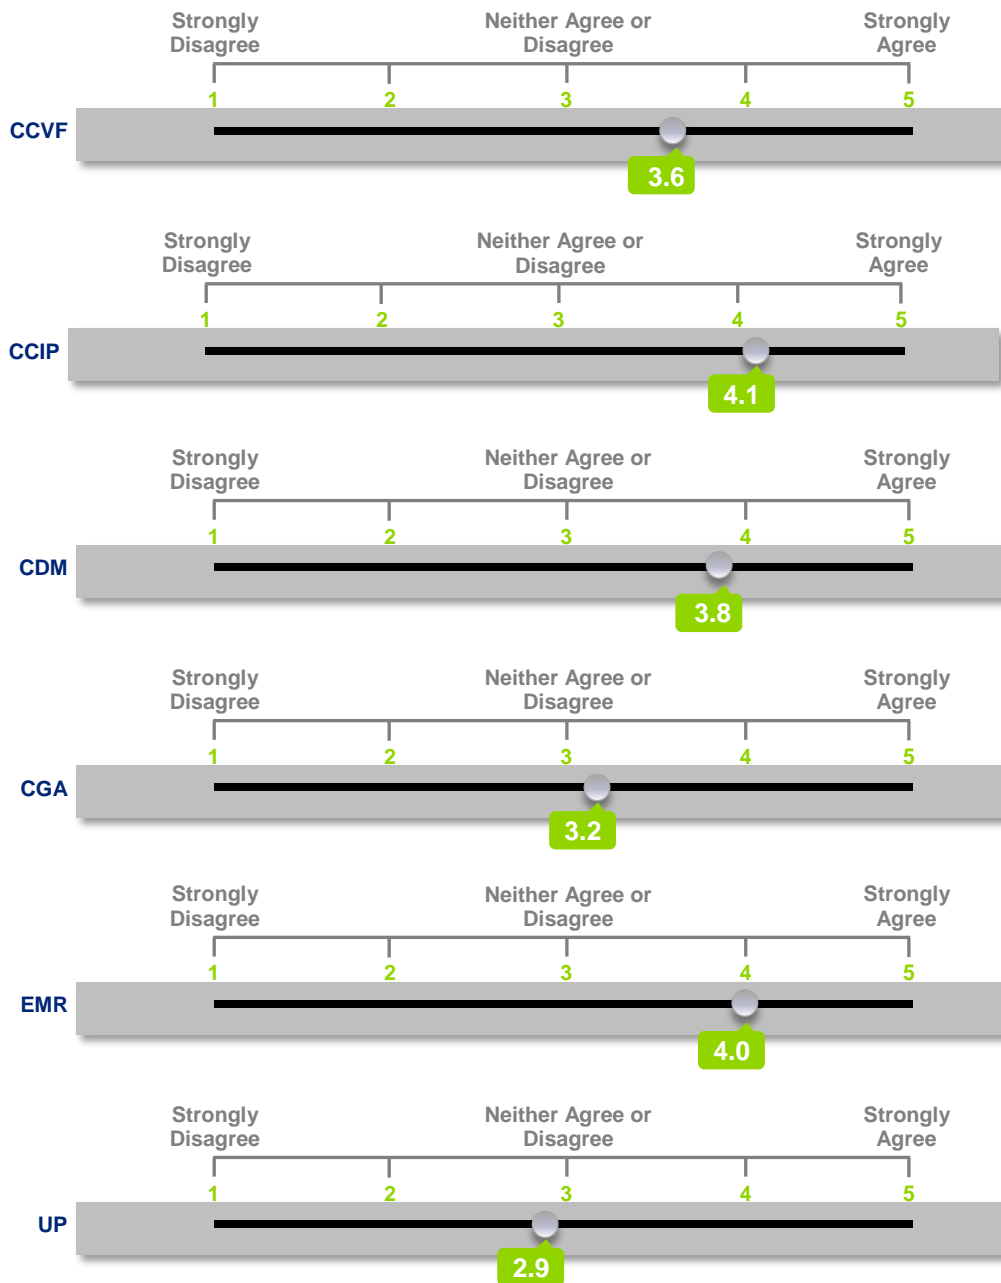 Strongly Disagree
Neither Agree or Disagree
Strongly Agree
1 2 3 4 5
CCVF
3.6
Strongly Disagree
Neither Agree or Disagree
Strongly Agree
1 2 3 4 5
CCIP
4.1
Strongly Disagree
Neither Agree or Disagree
Strongly Agree
1 2 3 4 5
CDM
3.8
Strongly Disagree
Neither Agree or Disagree
Strongly Agree
1 2 3 4 5
CGA
3.2
Strongly Disagree
Neither Agree or Disagree
Strongly Agree
1 2 3 4 5
EMR
4.0
Strongly Disagree
Neither Agree or Disagree
Strongly Agree
1 2 3 4 5
UP
2.9